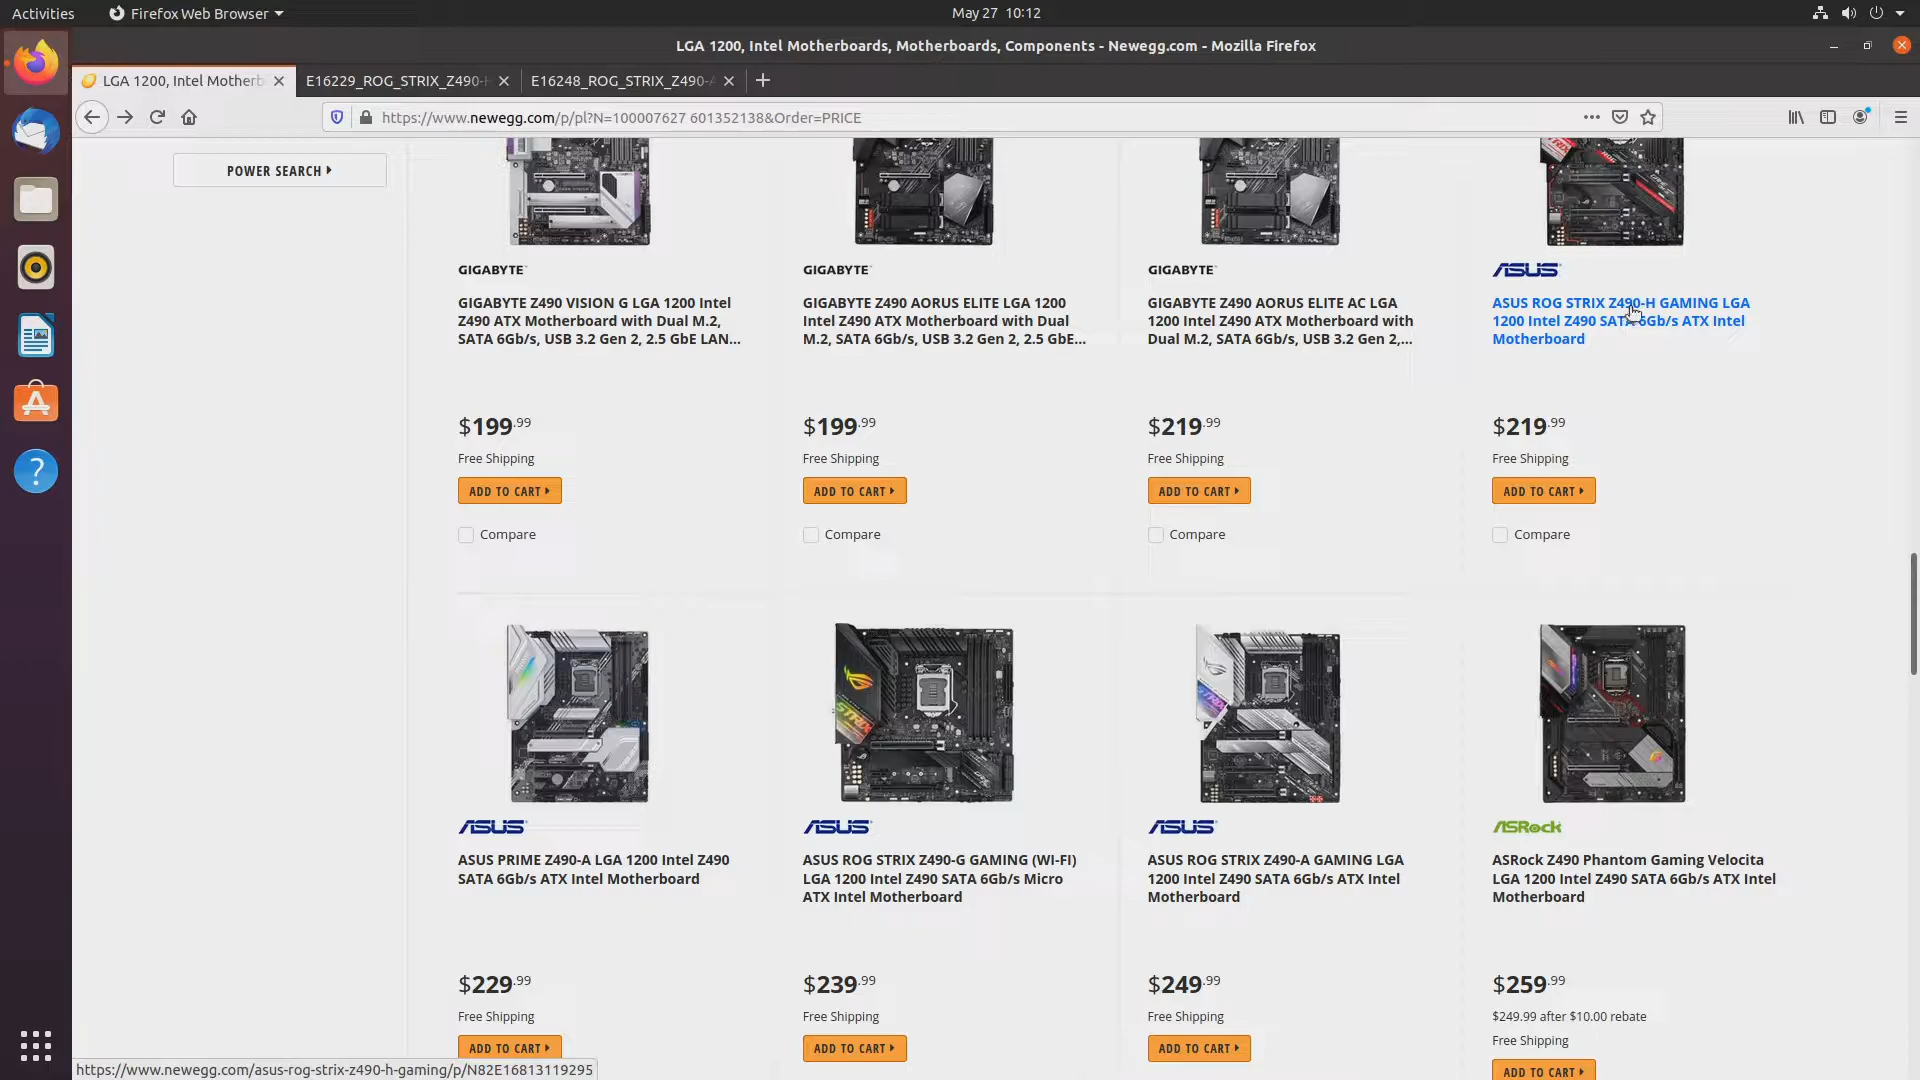 Activities
Firefox Web Browser
May 27 10:12
LGA 1200, Intel Motherboards, Motherboards, Components - Newegg.com - Mozilla Firefox
LGA 1200, Intel Motherb
E16229_ROG_STRIX_Z490-H
E16248_ROG_STRIX_Z490-A
https://www.newegg.com/p/pl?N=100007627 601352138&Order=PRICE
POWER SEARCH
GIGABYTE
GIGABYTE Z490 VISION G LGA 1200 Intel
Z490 ATX Motherboard with Dual M.2,
SATA 6Gb/s, USB 3.2 Gen 2, 2.5 GbE LAN...
$199.99
Free Shipping
ADD TO CART
Compare
GIGABYTE
GIGABYTE Z490 AORUS ELITE LGA 1200
Intel Z490 ATX Motherboard with Dual
M.2, SATA 6Gb/s, USB 3.2 Gen 2, 2.5 GbE...
$199.99
Free Shipping
ADD TO CART
Compare
GIGABYTE
GIGABYTE Z490 AORUS ELITE AC LGA
1200 Intel Z490 ATX Motherboard with
Dual M.2, SATA 6Gb/s, USB 3.2 Gen 2,...
$219.99
Free Shipping
ADD TO CART
Compare
ASUS
ASUS ROG STRIX Z490-H GAMING LGA
1200 Intel Z490 SATA 6Gb/s ATX Intel
Motherboard
$219.99
Free Shipping
ADD TO CART
Compare
ASUS
ASUS PRIME Z490-A LGA 1200 Intel Z490
SATA 6Gb/s ATX Intel Motherboard
$229.99
Free Shipping
ADD TO CART
STRIX
ASUS
ASUS ROG STRIX Z490-G GAMING (WI-FI)
LGA 1200 Intel Z490 SATA 6Gb/s Micro
ATX Intel Motherboard
$239.99
Free Shipping
ADD TO CART
ASUS
ASUS ROG STRIX Z490-A GAMING LGA
1200 Intel Z490 SATA 6Gb/s ATX Intel
Motherboard
$249.99
Free Shipping
ADD TO CART
ASRock
ASRock Z490 Phantom Gaming Velocita
LGA 1200 Intel Z490 SATA 6Gb/s ATX Intel
Motherboard
$259.99
$249.99 after $10.00 rebate
Free Shipping
ADD TO CART
https://www.newegg.com/asus-rog-strix-z490-h-gaming/p/N82E16813119295